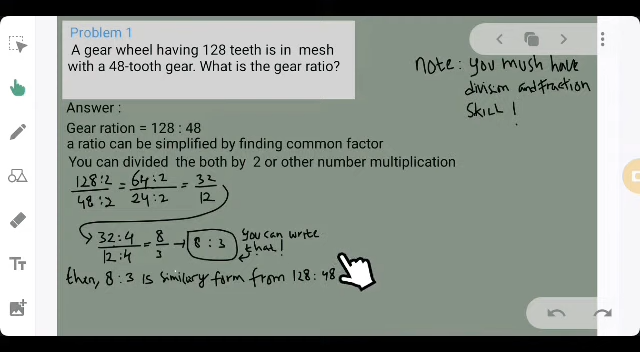 Problem 1
A gear wheel having 128 teeth is in mesh
with a 48-tooth gear. What is the gear ratio?
note: you mush have
divison and fraction
skill !
Answer :
Gear ration = 128 : 48
a ratio can be simplified by finding common factor
You can divided the both by 2 or other number multiplication
128:2/48:2 = 64:2/24:2 = 32/12
32:4/12:4 = 8/3 → 8 : 3 you can write that!
then, 8 : 3 is similary form from 128 : 48
Tт